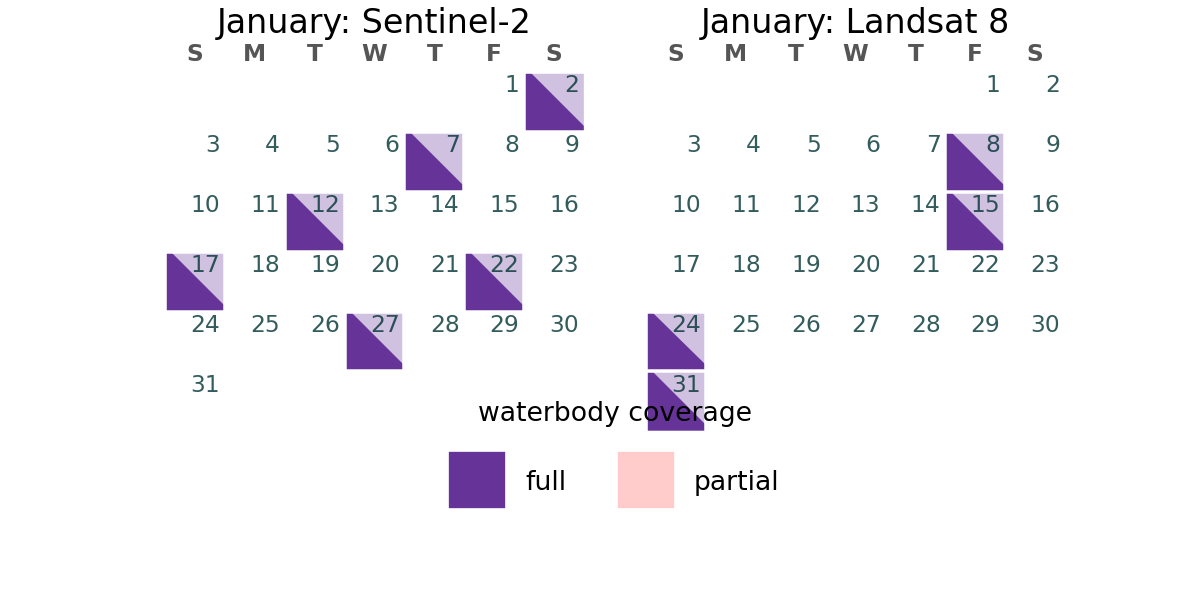 January: Sentinel-2
S M T W T F S
1 2
3 4 5 6 7 8 9
10 11 12 13 14 15 16
17 18 19 20 21 22 23
24 25 26 27 28 29 30
31
January: Landsat 8
S M T W T F S
1 2
3 4 5 6 7 8 9
10 11 12 13 14 15 16
17 18 19 20 21 22 23
24 25 26 27 28 29 30
31
waterbody coverage
full partial